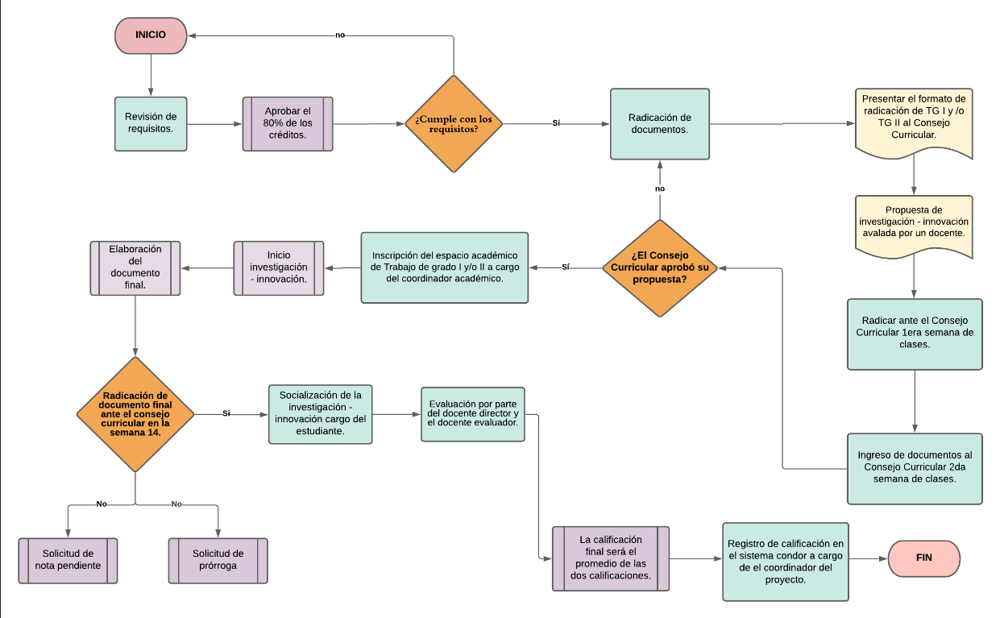 INICIO
no
Revisión de
requisitos.
Aprobar el
80% de los
créditos.
¿Cumple con los
requisitos?
Sí
Radicación de
documentos.
Presentar el formato de
radicación de TG I y /o
TG II al Consejo
Curricular.
no
Propuesta de
investigación - innovación
avalada por un docente.
Elaboración
del
documento
final.
Inicio
investigación
- innovación.
Inscripción del espacio académico
de Trabajo de grado I y/o II a cargo
del coordinador académico.
Sí
¿El Consejo
Curricular aprobó su
propuesta?
Radicar ante el Consejo
Curricular 1era semana de
clases.
Radicación de
documento final
ante el consejo
curricular en la
semana 14.
Si
Socialización de la
investigación -
innovación cargo del
estudiante.
Evaluación por parte
del docente director y
el docente evaluador.
Ingreso de documentos al
Consejo Curricular 2da
semana de clases.
No
No
Solicitud de
nota pendiente
Solicitud de
prórroga
La calificación
final será el
promedio de las
dos calificaciones.
Registro de calificación en
el sistema condor a cargo
de el coordinador del
proyecto.
FIN